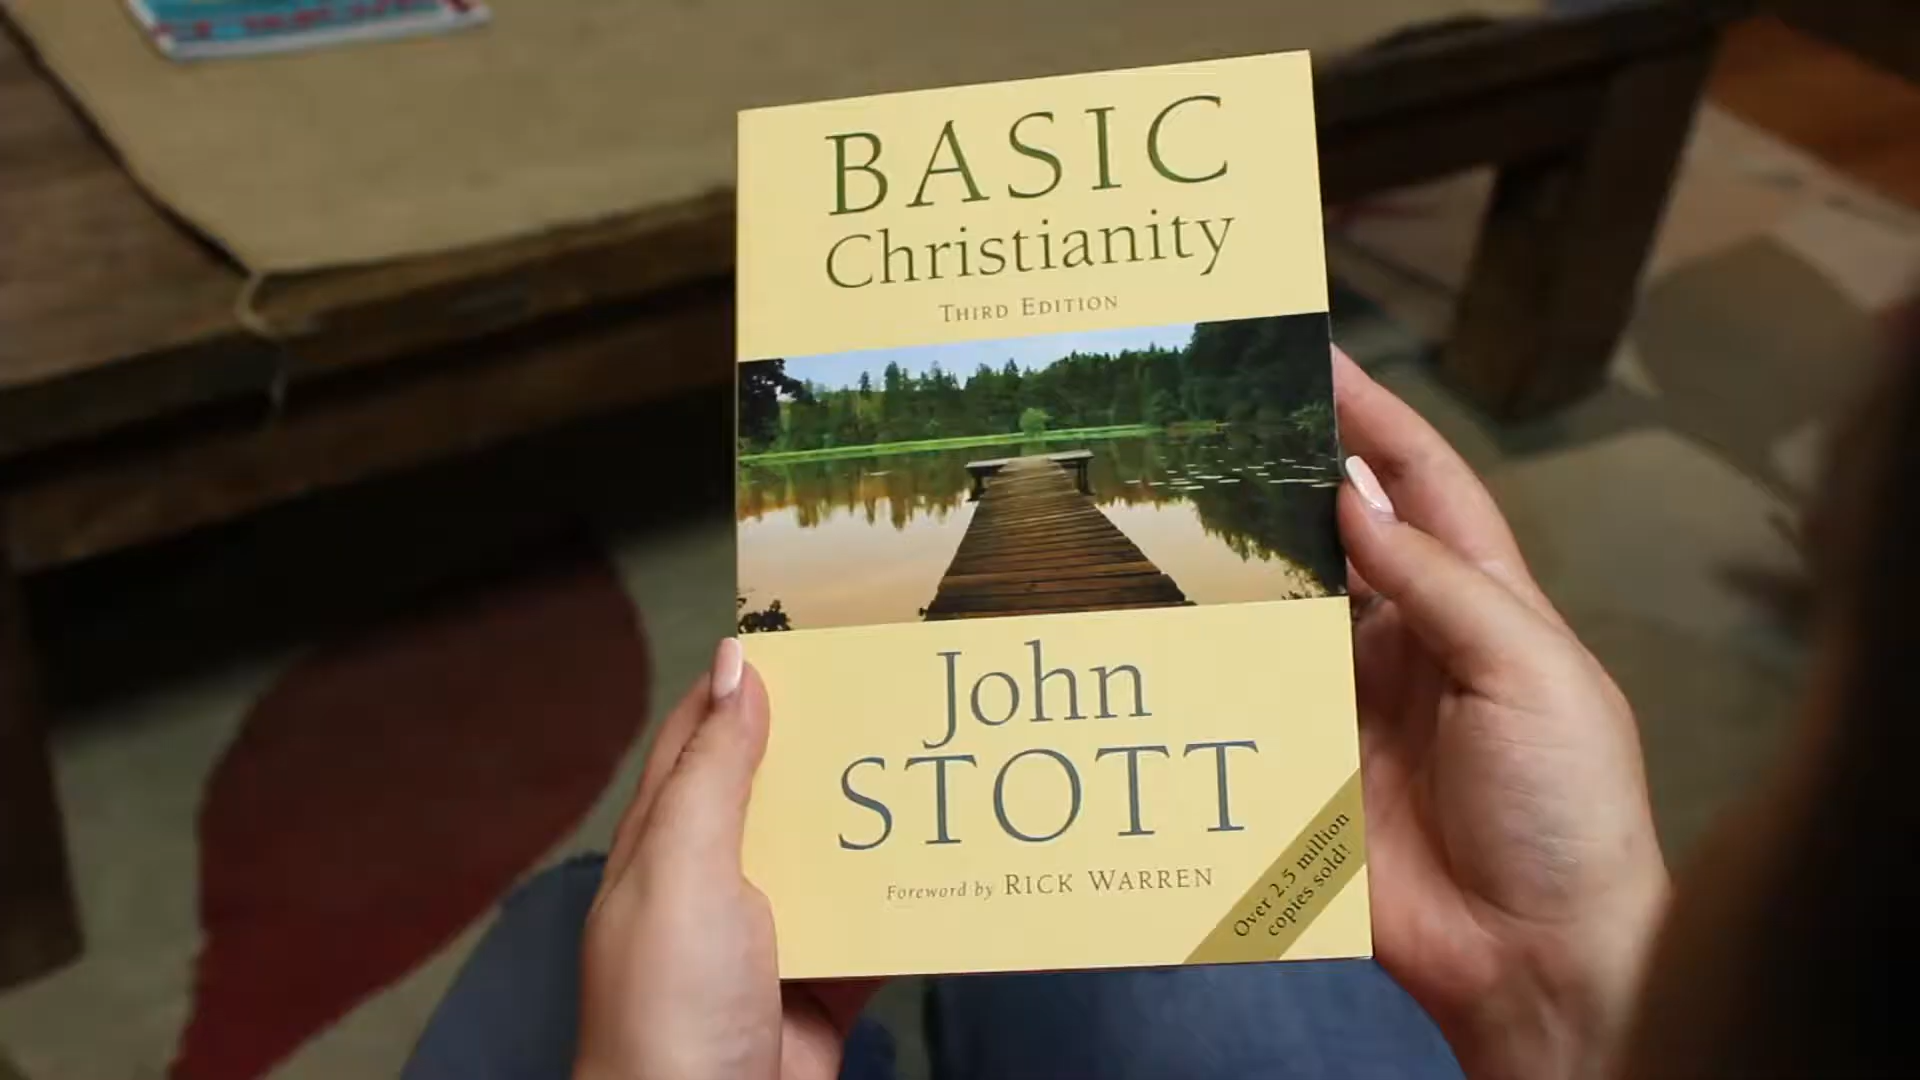 BASIC
Christianity
THIRD EDITION
John
STOTT
Foreword by RICK WARREN
Over 2.5 million
copies sold!